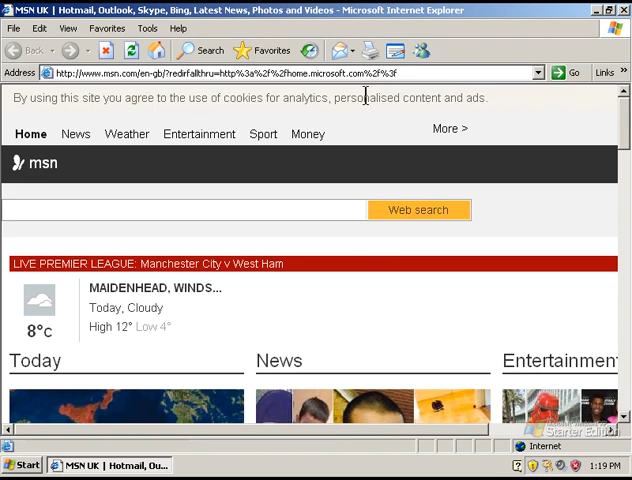 MSN UK | Hotmail, Outlook, Skype, Bing, Latest News, Photos and Videos - Microsoft Internet Explorer
File Edit View Favorites Tools Help
Back Search Favorites
Address http://www.msn.com/en-gb/?redirfallthru=http%3a%2f%2fhome.microsoft.com%2f%3f Go Links »
By using this site you agree to the use of cookies for analytics, personalised content and ads.
Home News Weather Entertainment Sport Money More >
msn
Web search
LIVE PREMIER LEAGUE: Manchester City v West Ham
MAIDENHEAD, WINDS...
Today, Cloudy
8°C High 12° Low 4°
Today News Entertainment
Starter Edition
Internet
Start MSN UK | Hotmail, Ou... 1:19 PM